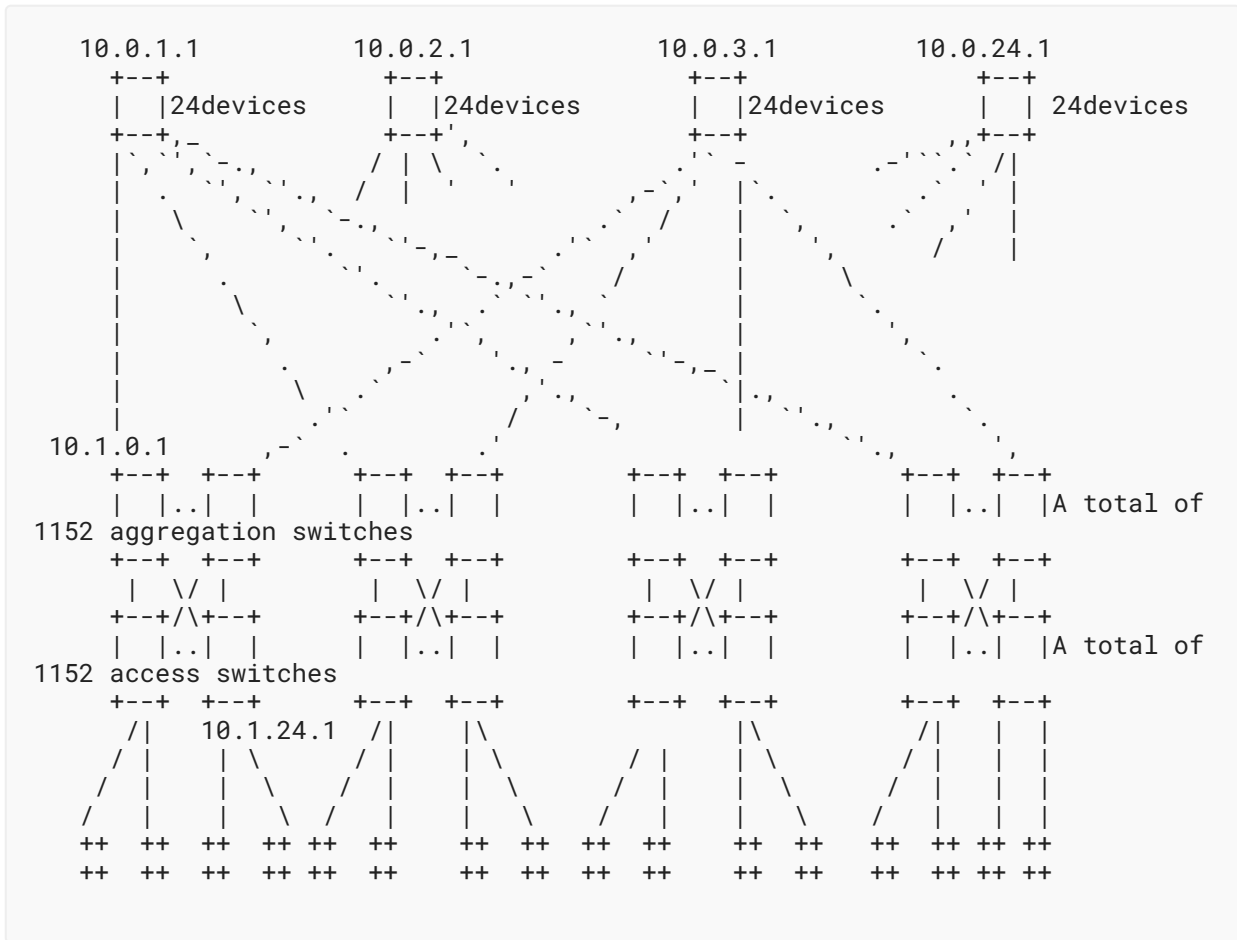 10.0.1.1 10.0.2.1 10.0.3.1 10.0.24.1
24devices 24devices 24devices 24devices
10.1.0.1
A total of
1152 aggregation switches
A total of
1152 access switches
10.1.24.1